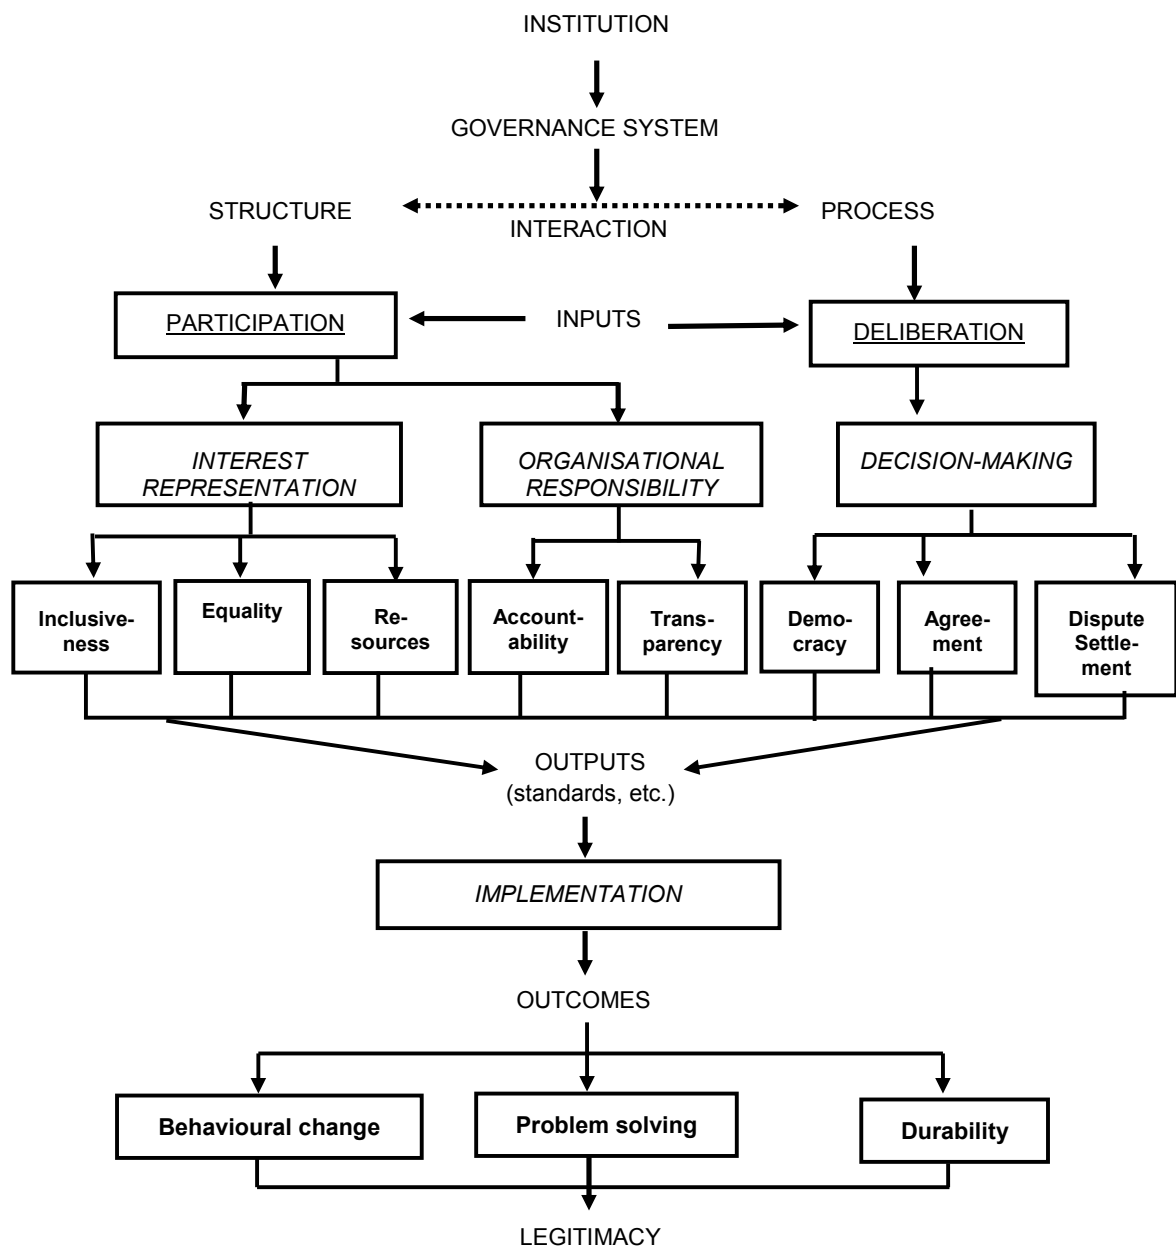 INSTITUTION
GOVERNANCE SYSTEM
STRUCTURE
INTERACTION
PROCESS
PARTICIPATION
INPUTS
DELIBERATION
INTEREST
REPRESENTATION
ORGANISATIONAL
RESPONSIBILITY
DECISION-MAKING
Inclusive-
ness
Equality
Re-
sources
Account-
ability
Trans-
parency
Demo-
cracy
Agree-
ment
Dispute
Settle-
ment
OUTPUTS
(standards, etc.)
IMPLEMENTATION
OUTCOMES
Behavioural change
Problem solving
Durability
LEGITIMACY